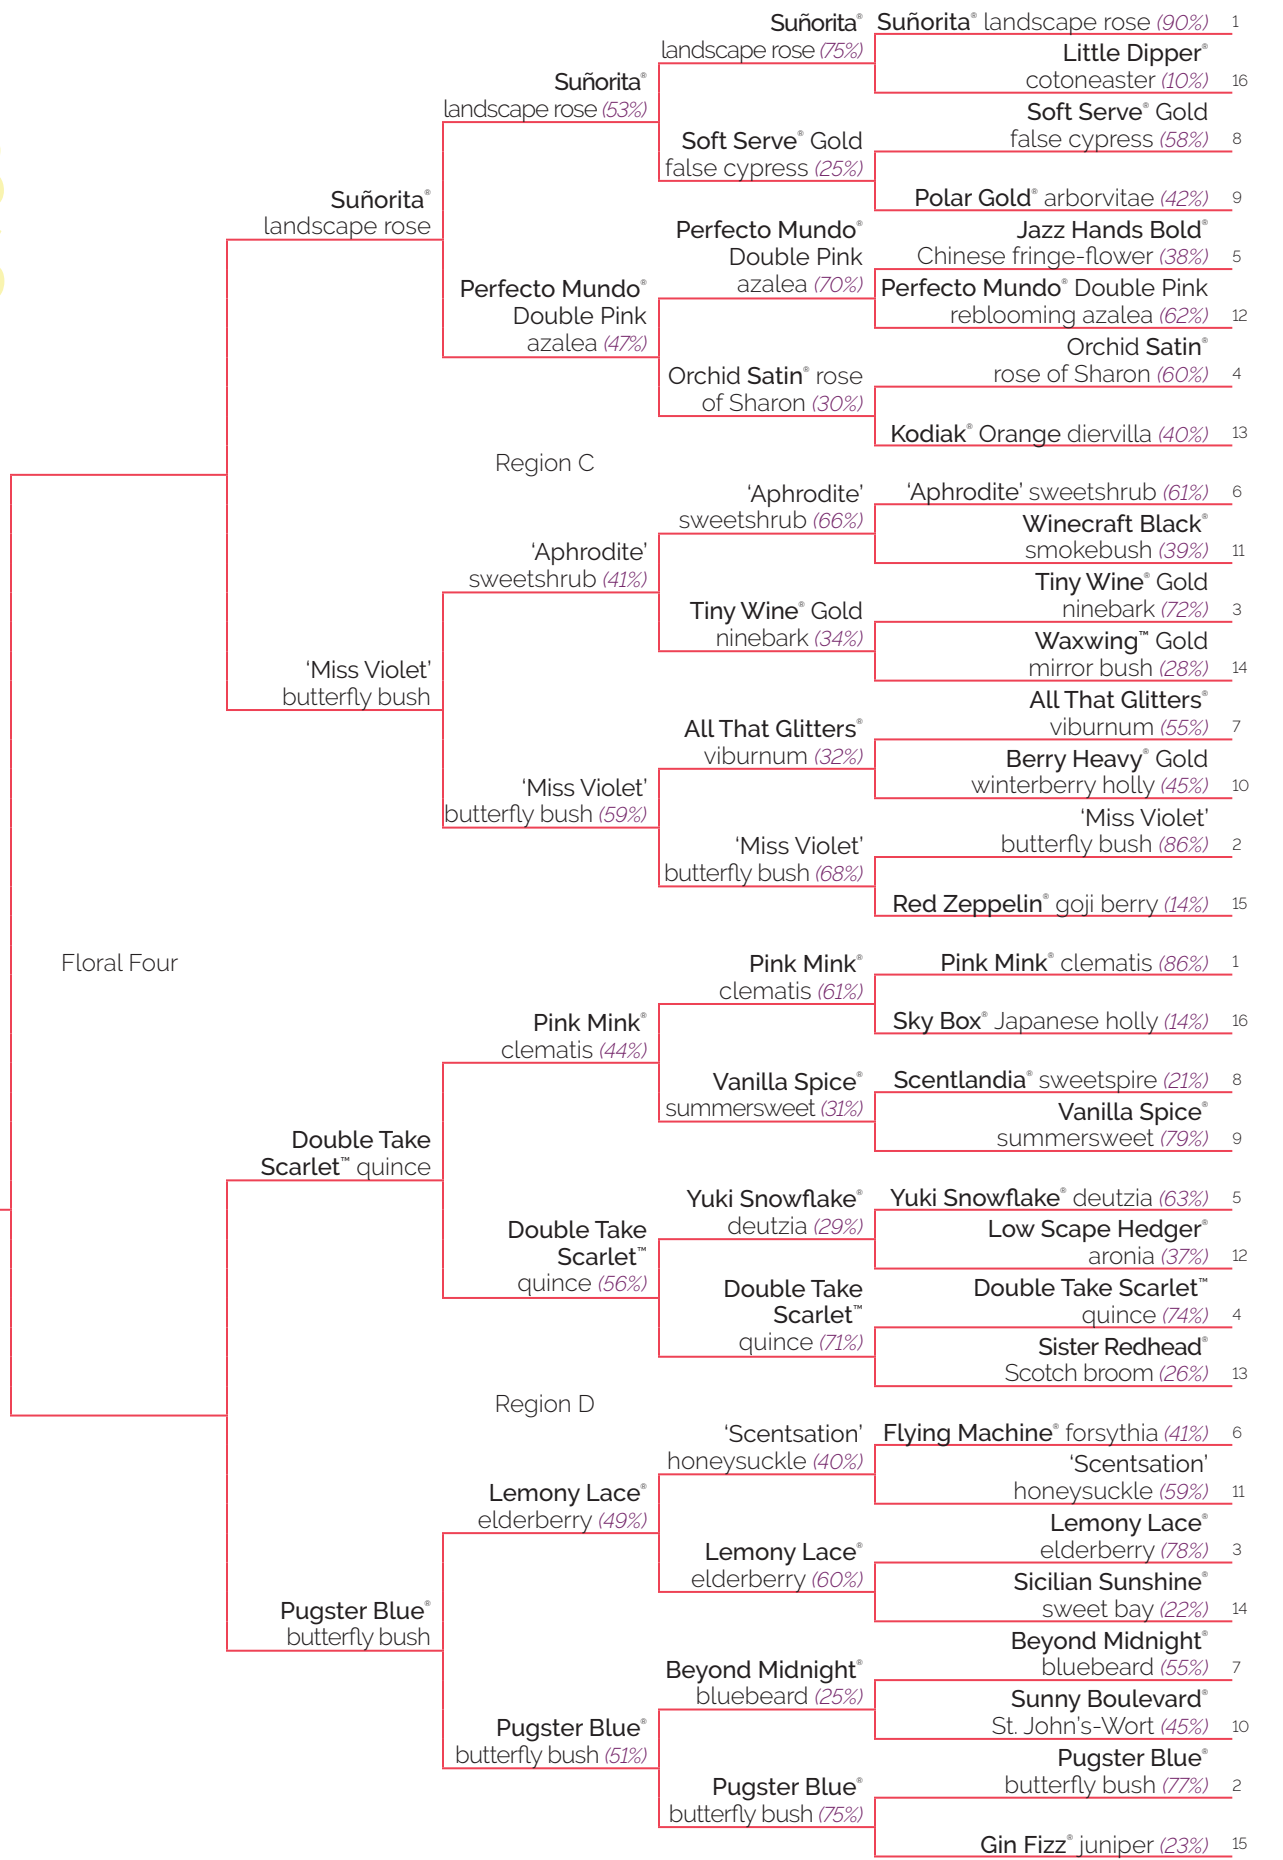 Suñorita®
landscape rose (75%)
Suñorita® landscape rose (90%) 1
Little Dipper®
cotoneaster (10%) 16
Suñorita®
landscape rose (53%)
Soft Serve® Gold
false cypress (25%)
Soft Serve® Gold
false cypress (58%) 8
Polar Gold® arborvitae (42%) 9
Suñorita®
landscape rose
Perfecto Mundo®
Double Pink
azalea (70%)
Jazz Hands Bold®
Chinese fringe-flower (38%) 5
Perfecto Mundo® Double Pink
reblooming azalea (62%) 12
Perfecto Mundo®
Double Pink
azalea (47%)
Orchid Satin® rose
of Sharon (30%)
Orchid Satin®
rose of Sharon (60%) 4
Kodiak® Orange diervilla (40%) 13
Region C
'Aphrodite'
sweetshrub (66%)
'Aphrodite' sweetshrub (61%) 6
Winecraft Black®
smokebush (39%) 11
'Aphrodite'
sweetshrub (41%)
Tiny Wine® Gold
ninebark (34%)
Tiny Wine® Gold
ninebark (72%) 3
Waxwing™ Gold
mirror bush (28%) 14
'Miss Violet'
butterfly bush
All That Glitters®
viburnum (32%)
All That Glitters®
viburnum (55%) 7
Berry Heavy® Gold
winterberry holly (45%) 10
'Miss Violet'
butterfly bush (59%)
'Miss Violet'
butterfly bush (68%)
'Miss Violet'
butterfly bush (86%) 2
Red Zeppelin® goji berry (14%) 15
Floral Four
Pink Mink®
clematis (61%)
Pink Mink® clematis (86%) 1
Sky Box® Japanese holly (14%) 16
Pink Mink®
clematis (44%)
Vanilla Spice®
summersweet (31%)
Scentlandia® sweetspire (21%) 8
Vanilla Spice®
summersweet (79%) 9
Double Take
Scarlet™ quince
Yuki Snowflake®
deutzia (29%)
Yuki Snowflake® deutzia (63%) 5
Low Scape Hedger®
aronia (37%) 12
Double Take
Scarlet™
quince (56%)
Double Take
Scarlet™
quince (71%)
Double Take Scarlet™
quince (74%) 4
Sister Redhead®
Scotch broom (26%) 13
Region D
'Scentsation'
honeysuckle (40%)
Flying Machine® forsythia (41%) 6
'Scentsation'
honeysuckle (59%) 11
Lemony Lace®
elderberry (49%)
Lemony Lace®
elderberry (60%)
Lemony Lace®
elderberry (78%) 3
Sicilian Sunshine®
sweet bay (22%) 14
Pugster Blue®
butterfly bush
Beyond Midnight®
bluebeard (25%)
Beyond Midnight®
bluebeard (55%) 7
Sunny Boulevard®
St. John's-Wort (45%) 10
Pugster Blue®
butterfly bush (51%)
Pugster Blue®
butterfly bush (75%)
Pugster Blue®
butterfly bush (77%) 2
Gin Fizz® juniper (23%) 15